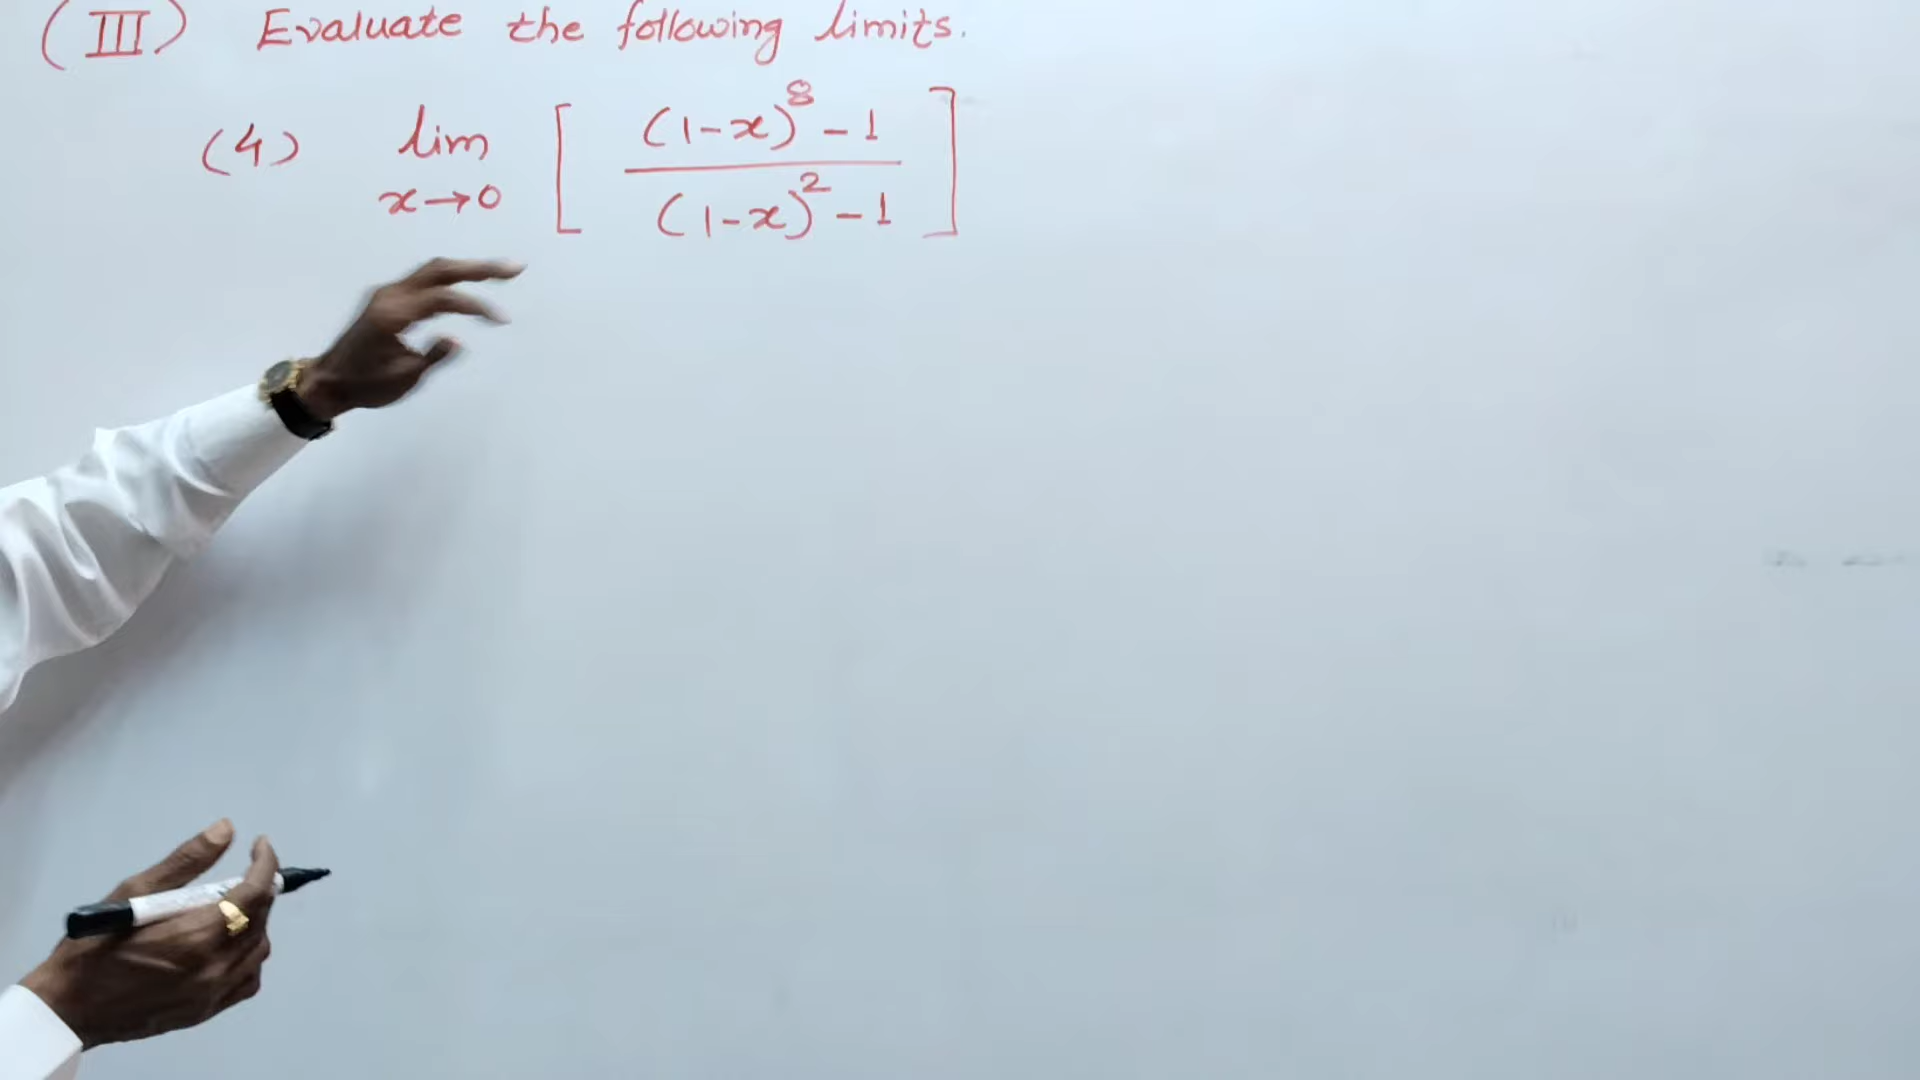 (III) Evaluate the following limits.
(4) lim x→0 [ (1-x)^8 - 1 / (1-x)^2 - 1 ]